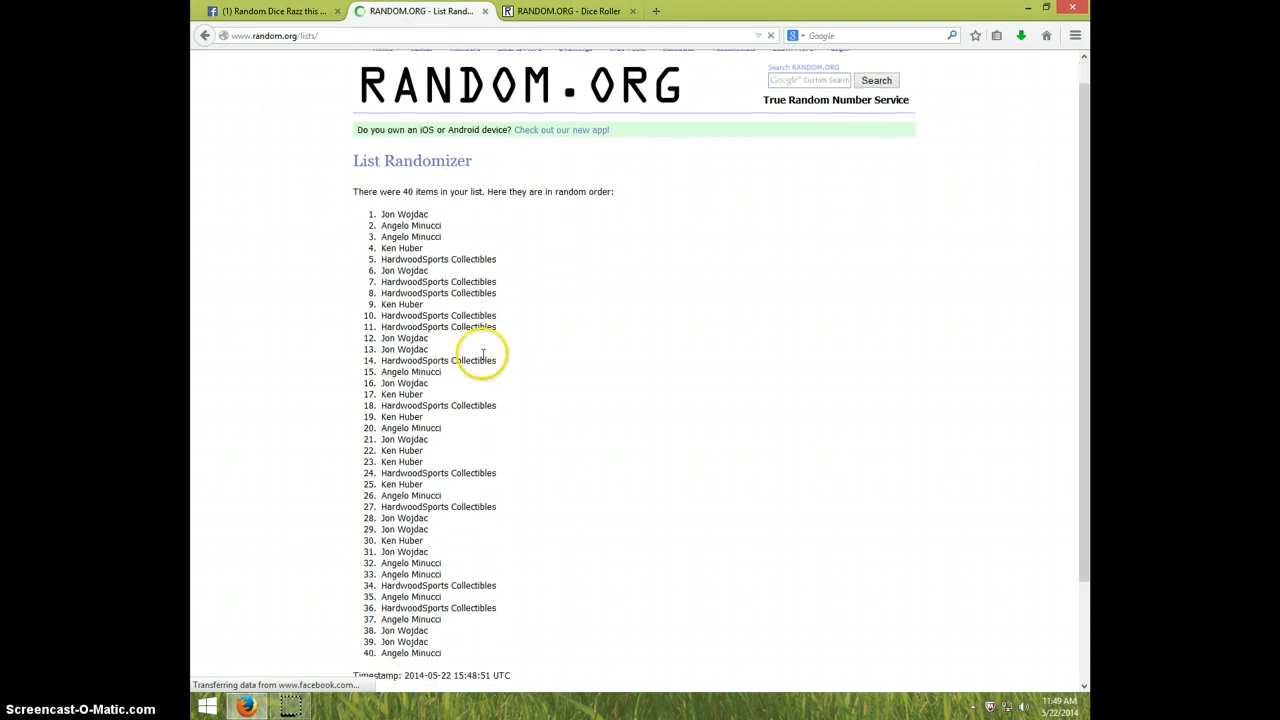 (1) Random Dice Razz this ...
RANDOM.ORG - List Rand...
RANDOM.ORG - Dice Roller
www.random.org/lists/
Google
RANDOM.ORG
Search RANDOM.ORG
Google™ Custom Search
Search
True Random Number Service
Do you own an iOS or Android device? Check out our new app!
List Randomizer
There were 40 items in your list. Here they are in random order:
1. Jon Wojdac
2. Angelo Minucci
3. Angelo Minucci
4. Ken Huber
5. HardwoodSports Collectibles
6. Jon Wojdac
7. HardwoodSports Collectibles
8. HardwoodSports Collectibles
9. Ken Huber
10. HardwoodSports Collectibles
11. HardwoodSports Collectibles
12. Jon Wojdac
13. Jon Wojdac
14. HardwoodSports Collectibles
15. Angelo Minucci
16. Jon Wojdac
17. Ken Huber
18. HardwoodSports Collectibles
19. Ken Huber
20. Angelo Minucci
21. Jon Wojdac
22. Ken Huber
23. Ken Huber
24. HardwoodSports Collectibles
25. Ken Huber
26. Angelo Minucci
27. HardwoodSports Collectibles
28. Jon Wojdac
29. Jon Wojdac
30. Ken Huber
31. Jon Wojdac
32. Angelo Minucci
33. Angelo Minucci
34. HardwoodSports Collectibles
35. Angelo Minucci
36. HardwoodSports Collectibles
37. Angelo Minucci
38. Jon Wojdac
39. Jon Wojdac
40. Angelo Minucci
Timestamp: 2014-05-22 15:48:51 UTC
Transferring data from www.facebook.com...
11:49 AM
5/22/2014
Screencast-O-Matic.com